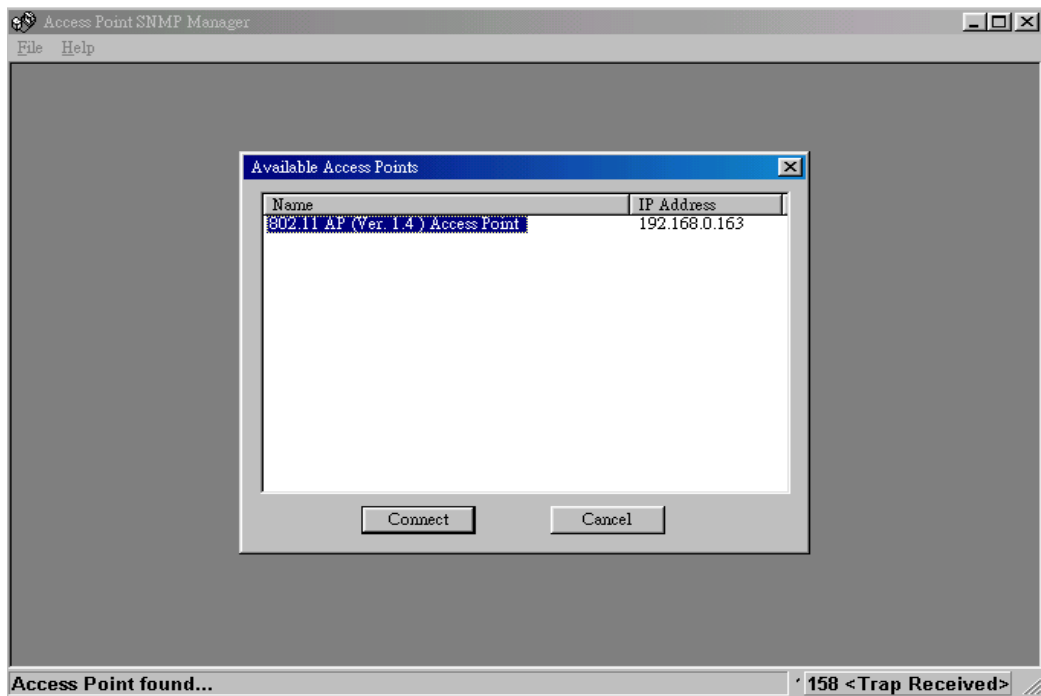 Access Point SNMP Manager
File Help
Available Access Points
Name IP Address
802.11 AP (Ver. 1.4 ) Access Point 192.168.0.163
Connect Cancel
Access Point found... 158 <Trap Received>